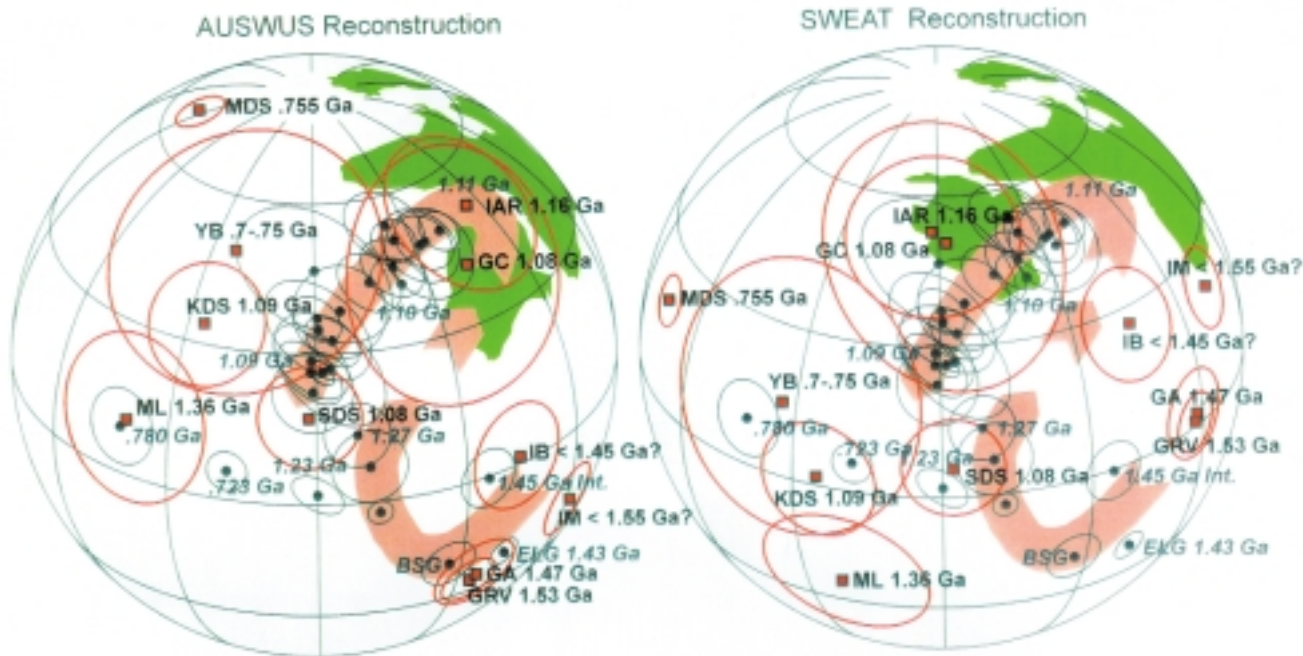 AUSWUS Reconstruction
MDS .755 Ga
1.11 Ga
IAR 1.16 Ga
YB .7-.75 Ga
GC 1.08 Ga
KDS 1.09 Ga
1.10 Ga
1.09 Ga
ML 1.36 Ga
SDS 1.08 Ga
.780 Ga
1.27 Ga
IB < 1.45 Ga?
1.23 Ga
.723 Ga
1.45 Ga Int.
IM < 1.55 Ga?
BSG
ELG 1.43 Ga
GA 1.47 Ga
GRV 1.53 Ga
SWEAT Reconstruction
1.11 Ga
IAR 1.16 Ga
GC 1.08 Ga
IM < 1.55 Ga?
MDS .755 Ga
1.10 Ga
IB < 1.45 Ga?
1.09 Ga
YB .7-.75 Ga
GA 1.47 Ga
.780 Ga
1.27 Ga
GRV 1.53 Ga
.723 Ga
1.23 Ga
SDS 1.08 Ga
1.45 Ga Int.
KDS 1.09 Ga
BSG
ELG 1.43 Ga
ML 1.36 Ga